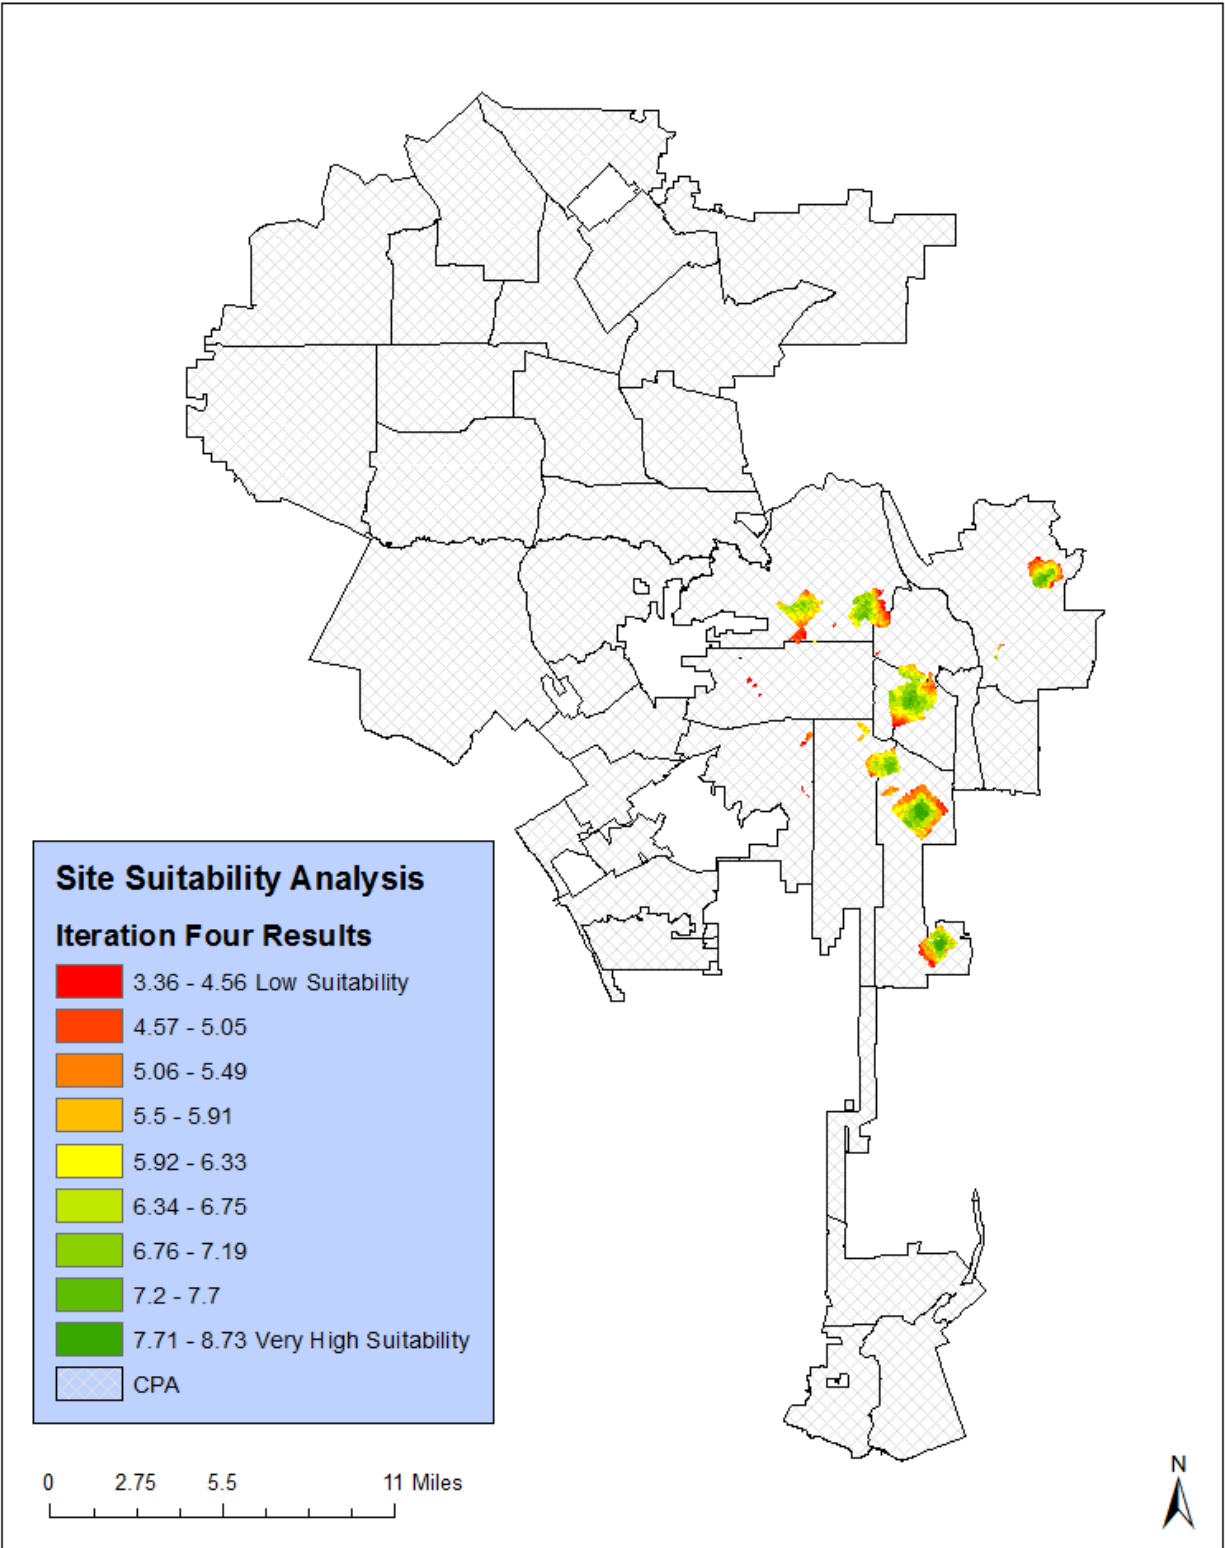 Site Suitability Analysis
Iteration Four Results
3.36 - 4.56 Low Suitability
4.57 - 5.05
5.06 - 5.49
5.5 - 5.91
5.92 - 6.33
6.34 - 6.75
6.76 - 7.19
7.2 - 7.7
7.71 - 8.73 Very High Suitability
CPA
0 2.75 5.5 11 Miles
N